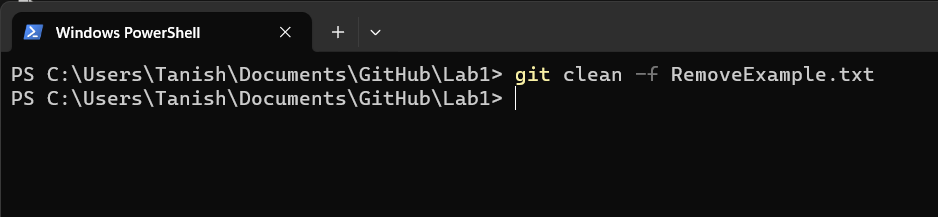 Windows PowerShell
PS C:\Users\Tanish\Documents\GitHub\Lab1> git clean -f RemoveExample.txt
PS C:\Users\Tanish\Documents\GitHub\Lab1>